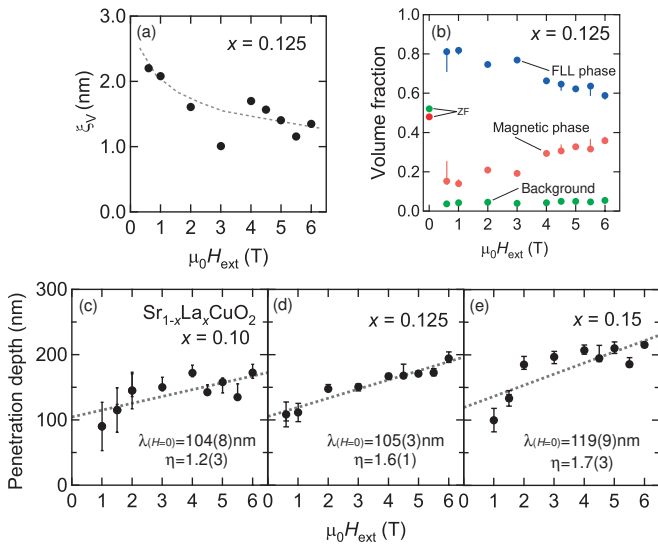 (a)
x = 0.125
ξV (nm)
3.0
2.0
1.0
0.0
0 1 2 3 4 5 6
μ0Hext (T)
(b)
x = 0.125
Volume fraction
1.0
0.8
0.6
0.4
0.2
0.0
FLL phase
ZF
Magnetic phase
Background
0 1 2 3 4 5 6
μ0Hext (T)
Penetration depth (nm)
300
200
100
0
(c)
Sr1-xLaxCuO2
x = 0.10
λ(H=0)=104(8)nm
η=1.2(3)
0 1 2 3 4 5 6
(d)
x = 0.125
λ(H=0)=105(3)nm
η=1.6(1)
0 1 2 3 4 5 6
(e)
x = 0.15
λ(H=0)=119(9)nm
η=1.7(3)
0 1 2 3 4 5 6
μ0Hext (T)